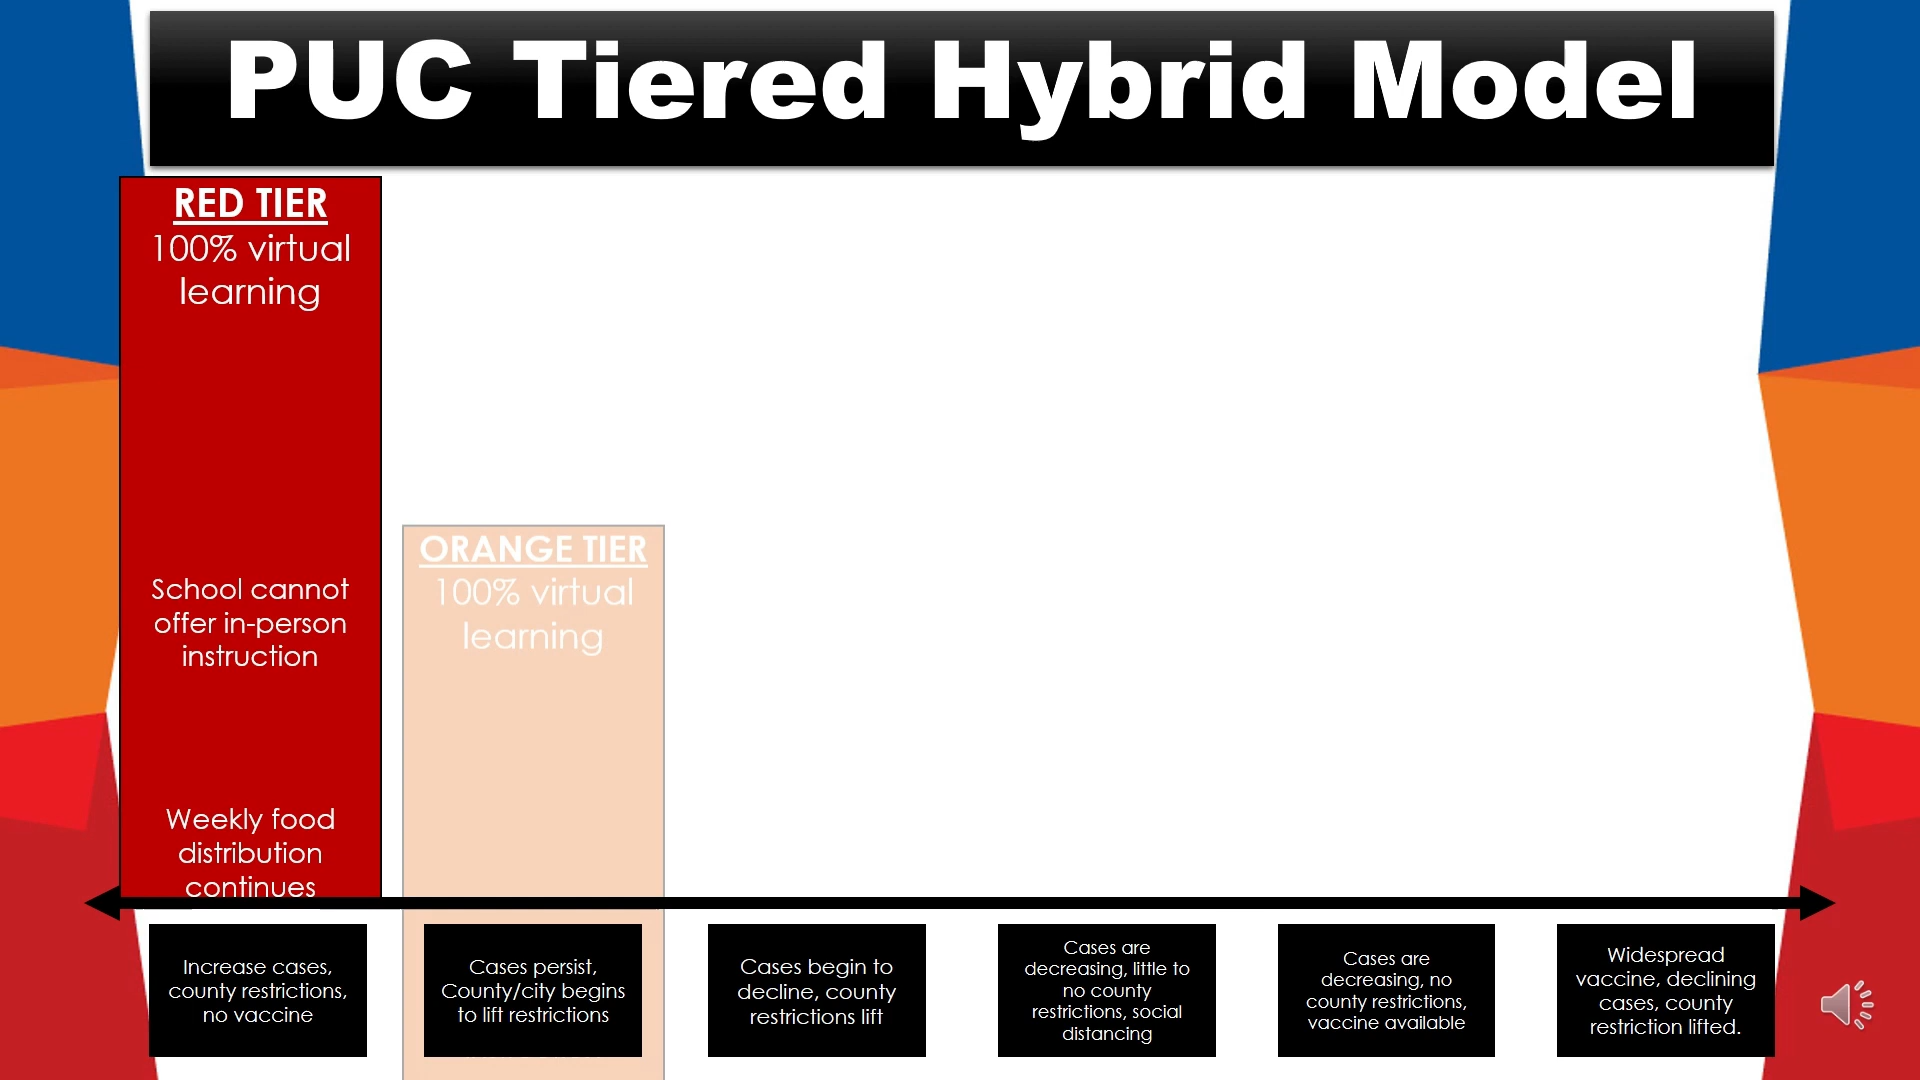 PUC Tiered Hybrid Model
RED TIER
100% virtual
learning
School cannot
offer in-person
instruction
Weekly food
distribution
continues
ORANGE TIER
100% virtual
learning
Increase cases,
county restrictions,
no vaccine
Cases persist,
County/city begins
to lift restrictions
Cases begin to
decline, county
restrictions lift
Cases are
decreasing, little to
no county
restrictions, social
distancing
Cases are
decreasing, no
county restrictions,
vaccine available
Widespread
vaccine, declining
cases, county
restriction lifted.